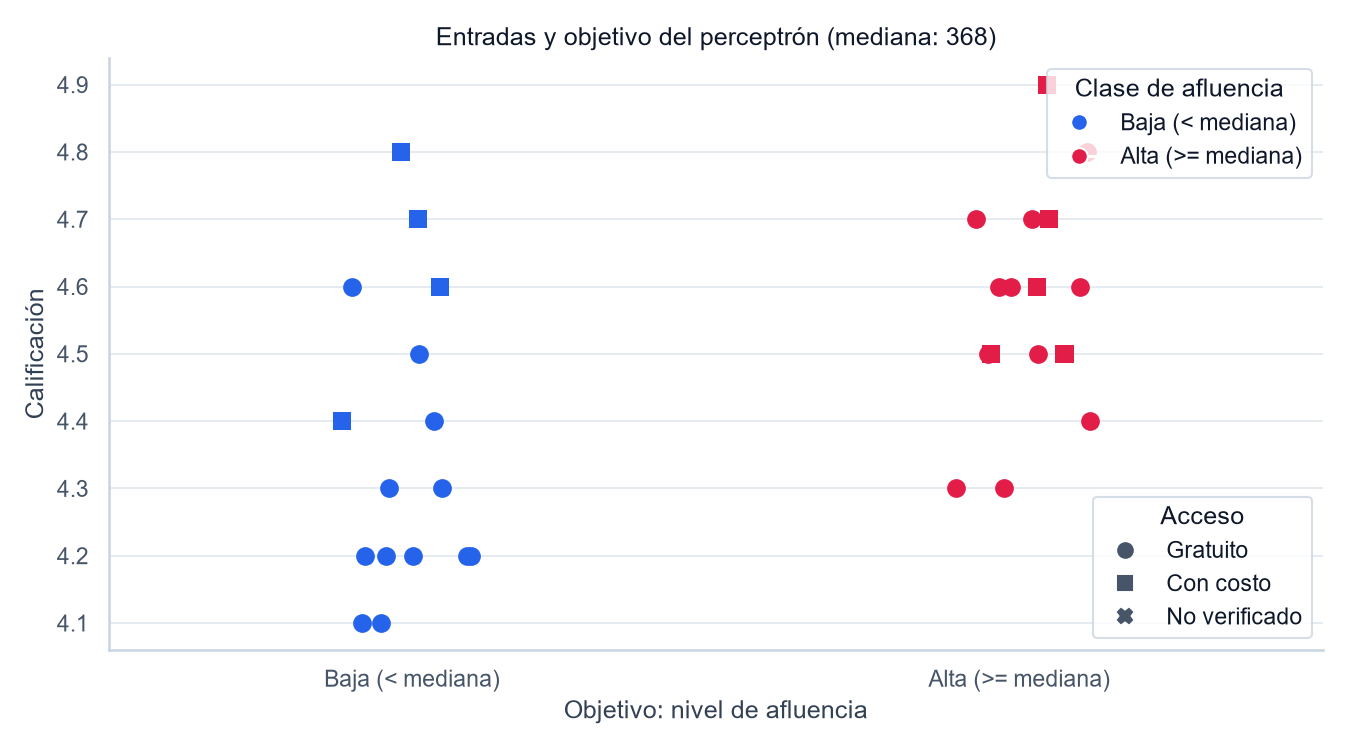 Entradas y objetivo del perceptrón (mediana: 368)
Calificación
4.9
4.8
4.7
4.6
4.5
4.4
4.3
4.2
4.1
Clase de afluencia
Baja (< mediana)
Alta (>= mediana)
Acceso
Gratuito
Con costo
No verificado
Baja (< mediana)
Alta (>= mediana)
Objetivo: nivel de afluencia